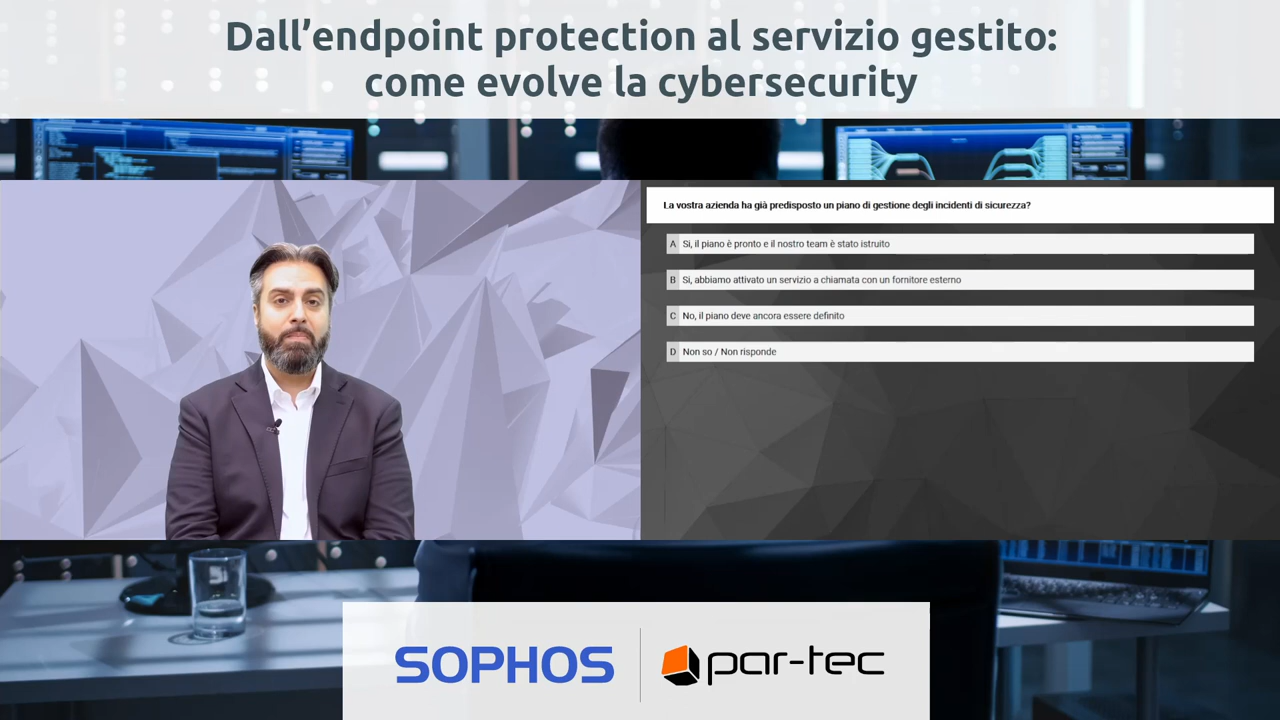 Dall'endpoint protection al servizio gestito:
come evolve la cybersecurity
La vostra azienda ha già predisposto un piano di gestione degli incidenti di sicurezza?
A Si, il piano è pronto e il nostro team è stato istruito
B Si, abbiamo attivato un servizio a chiamata con un fornitore esterno
C No, il piano deve ancora essere definito
D Non so / Non risponde
SOPHOS
par-tec